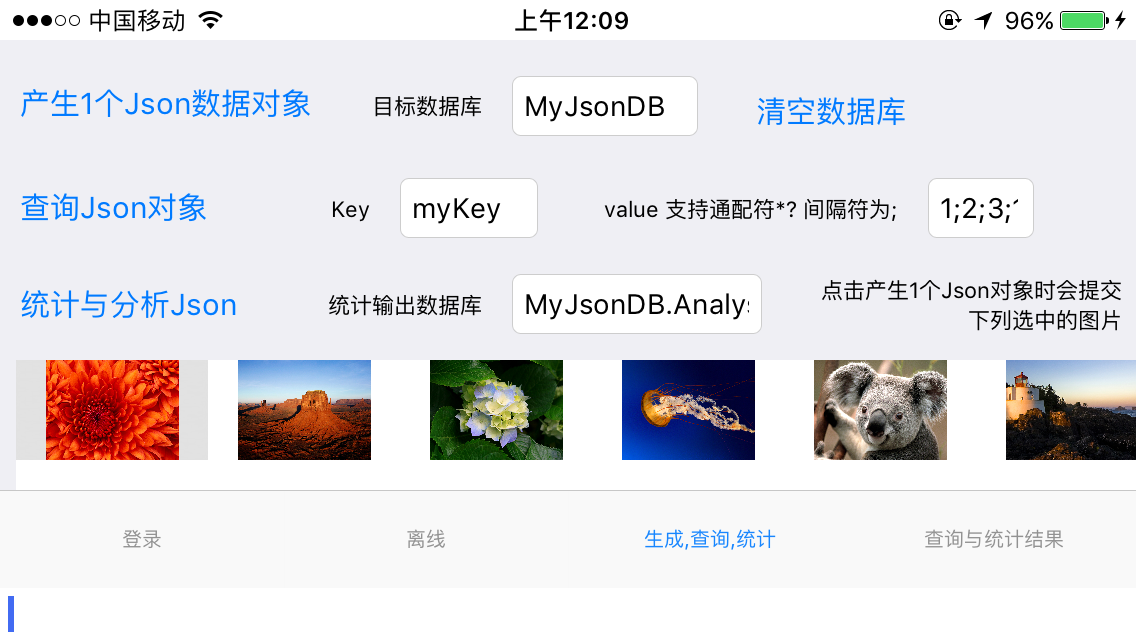 中国移动 上午12:09 96%
产生1个Json数据对象 目标数据库 MyJsonDB 清空数据库
查询Json对象 Key myKey value 支持通配符*? 间隔符为; 1;2;3;
统计与分析Json 统计输出数据库 MyJsonDB.Analys 点击产生1个Json对象时会提交
下列选中的图片
登录 离线 生成,查询,统计 查询与统计结果